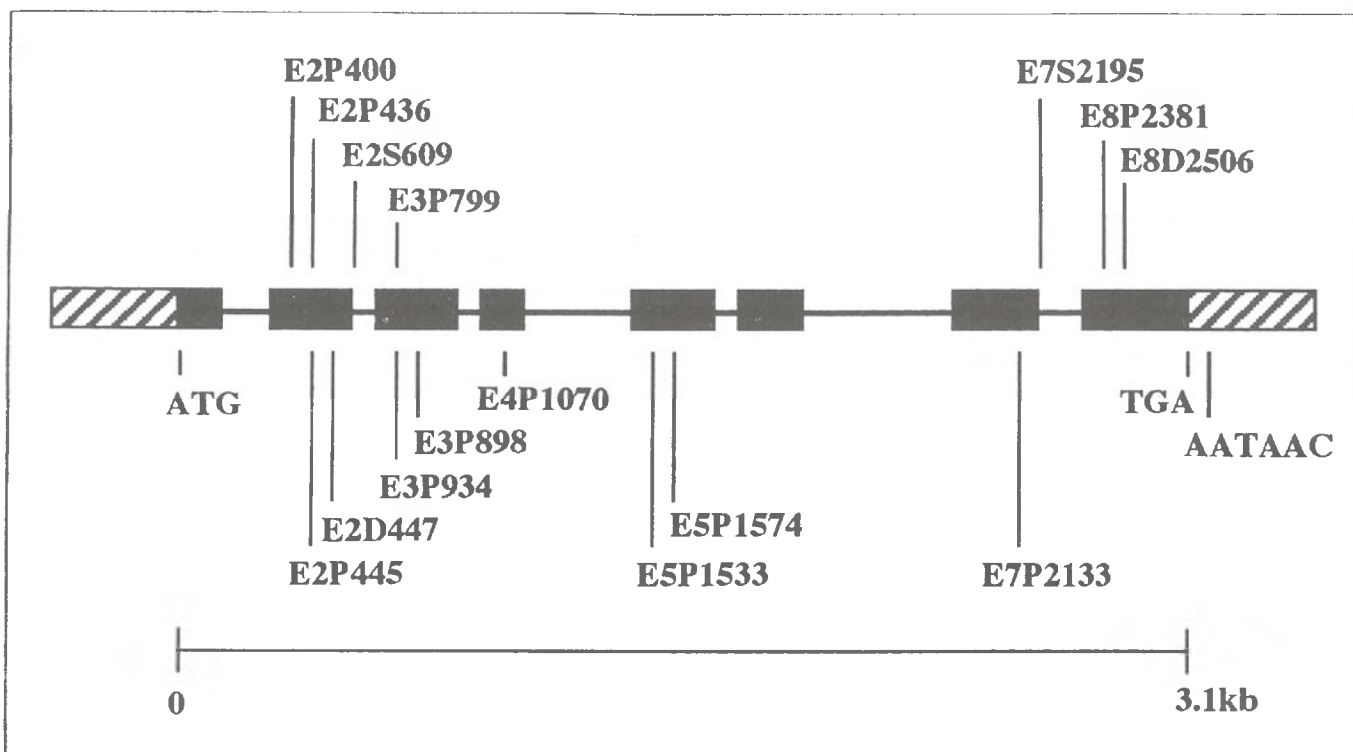 E2P400
E2P436
E2S609
E3P799
E7S2195
E8P2381
E8D2506
ATG
E4P1070
TGA
E3P898
AATAAC
E3P934
E2D447
E5P1574
E2P445
E5P1533
E7P2133
0
3.1kb